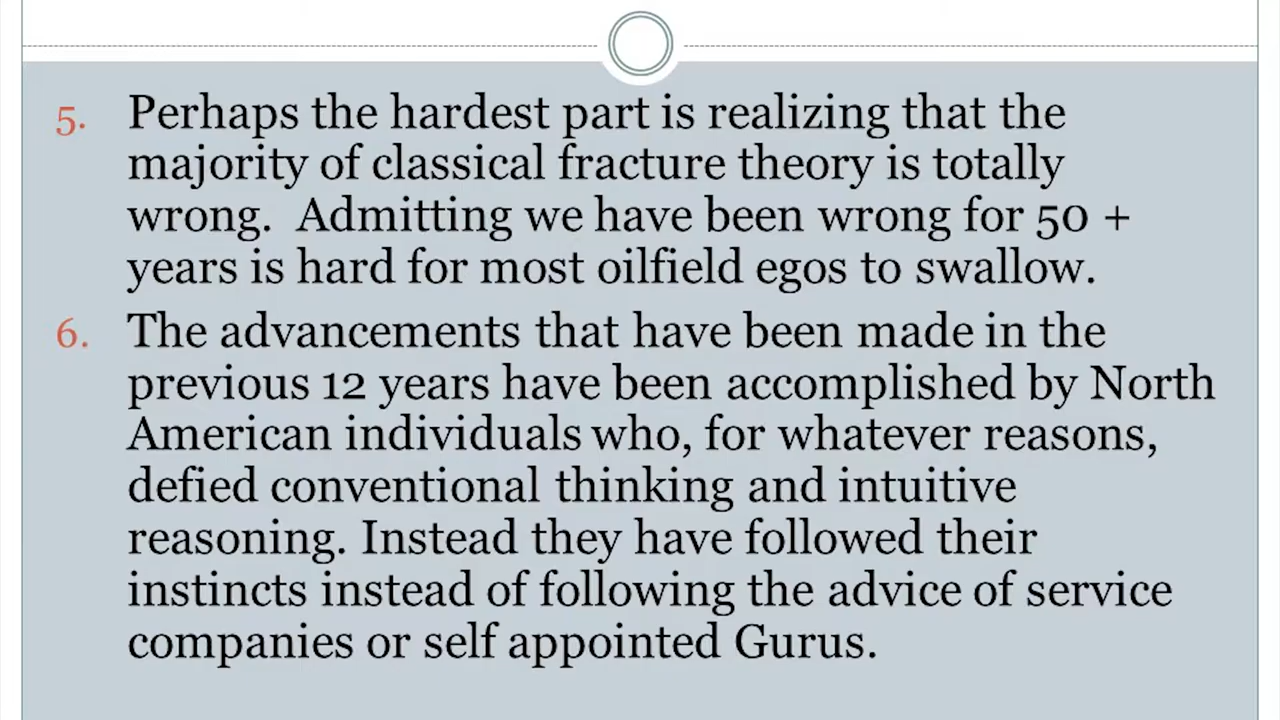 5. Perhaps the hardest part is realizing that the
majority of classical fracture theory is totally
wrong.  Admitting we have been wrong for 50 +
years is hard for most oilfield egos to swallow.
6. The advancements that have been made in the
previous 12 years have been accomplished by North
American individuals who, for whatever reasons,
defied conventional thinking and intuitive
reasoning. Instead they have followed their
instincts instead of following the advice of service
companies or self appointed Gurus.